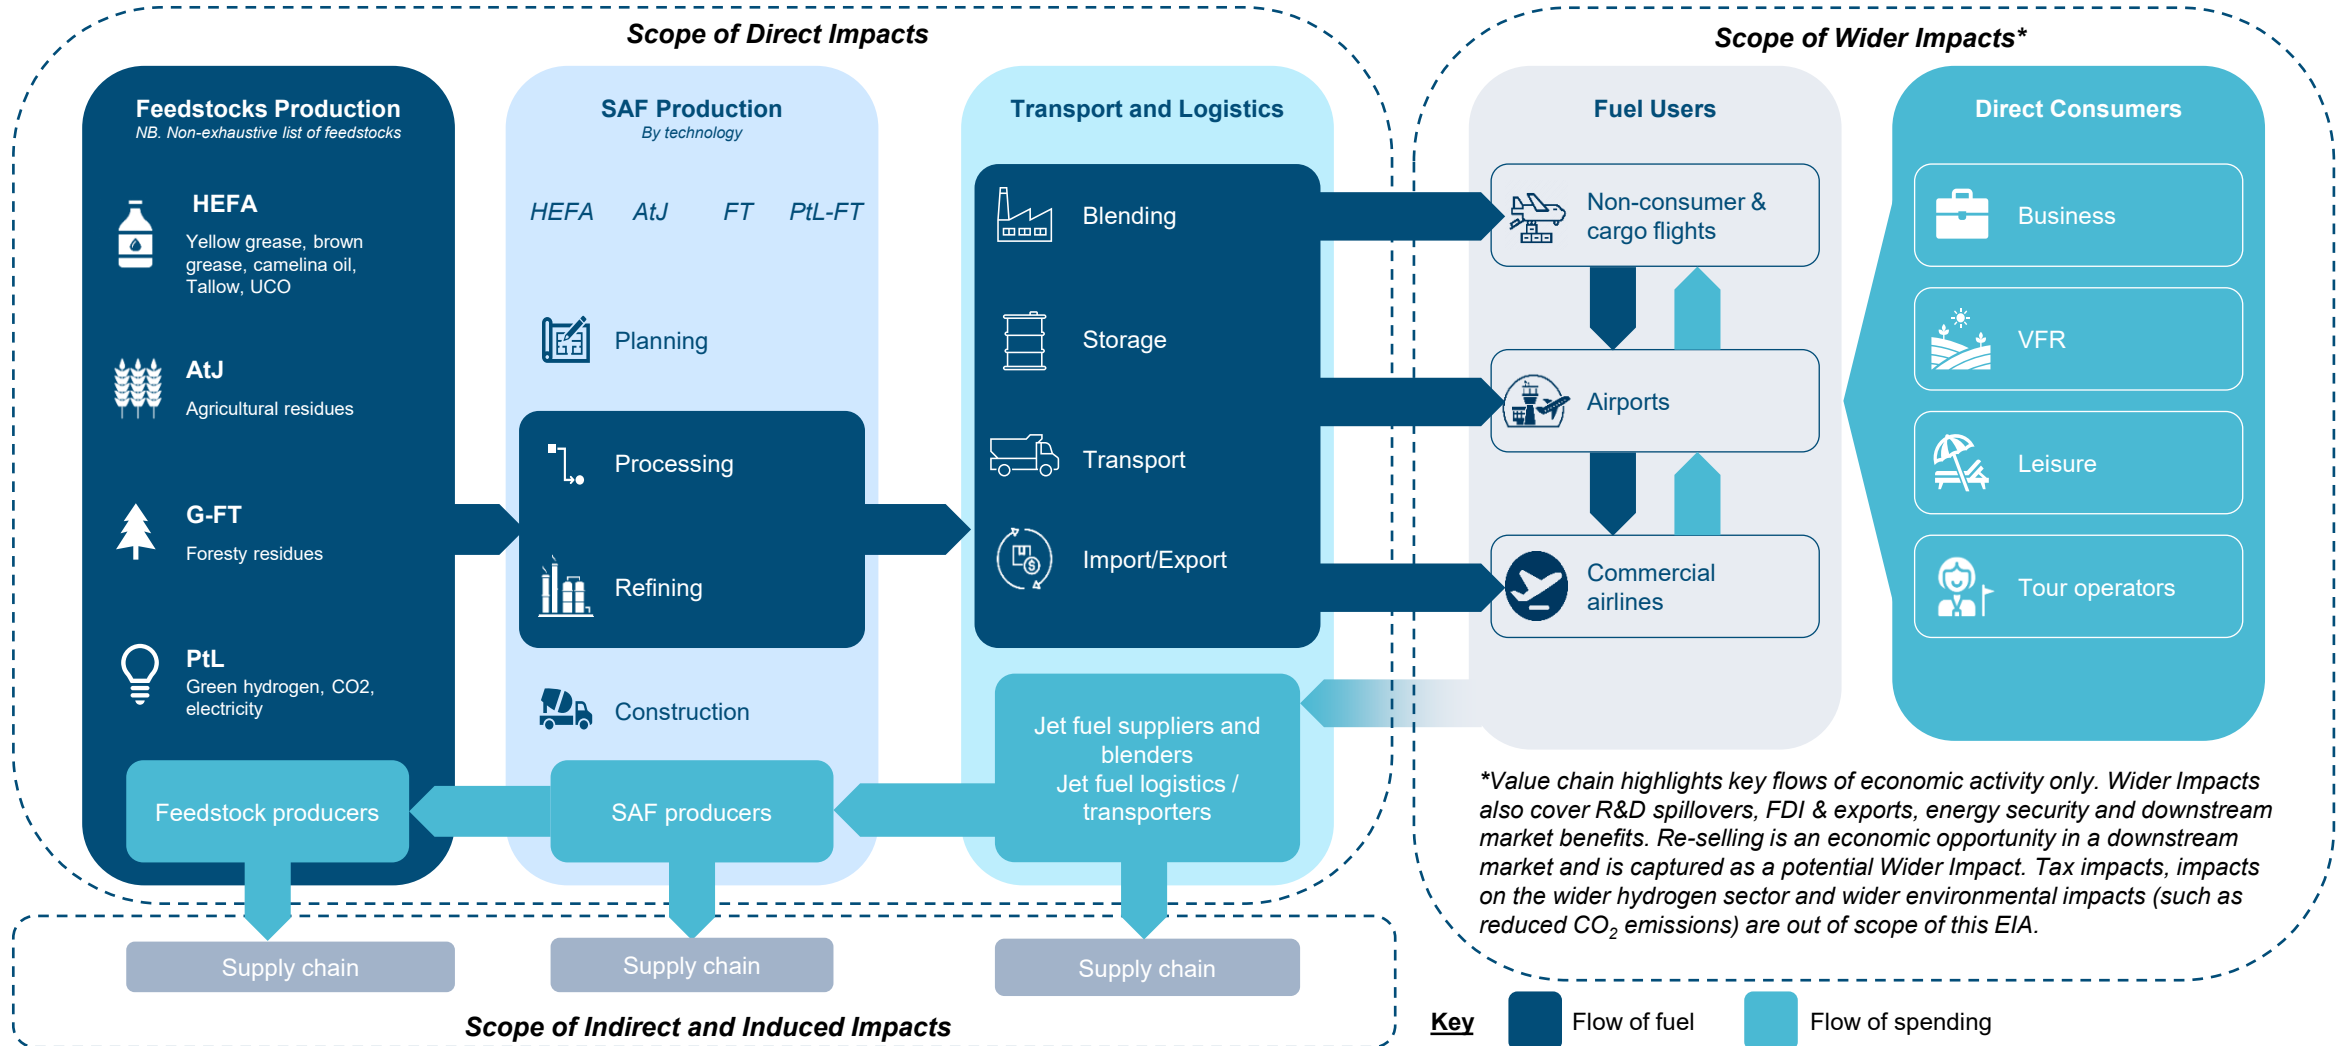 Scope of Direct Impacts
Feedstocks Production
NB. Non-exhaustive list of feedstocks
HEFA
Yellow grease, brown
grease, camelina oil,
Tallow, UCO
AtJ
Agricultural residues
G-FT
Foresty residues
PtL
Green hydrogen, CO2,
electricity
Feedstock producers
SAF Production
By technology
HEFA AtJ FT PtL-FT
Planning
Processing
Refining
Construction
SAF producers
Transport and Logistics
Blending
Storage
Transport
Import/Export
Jet fuel suppliers and
blenders
Jet fuel logistics /
transporters
Supply chain
Supply chain
Supply chain
Scope of Indirect and Induced Impacts
Scope of Wider Impacts*
Fuel Users
Non-consumer &
cargo flights
Airports
Commercial
airlines
Direct Consumers
Business
VFR
Leisure
Tour operators
*Value chain highlights key flows of economic activity only. Wider Impacts
also cover R&D spillovers, FDI & exports, energy security and downstream
market benefits. Re-selling is an economic opportunity in a downstream
market and is captured as a potential Wider Impact. Tax impacts, impacts
on the wider hydrogen sector and wider environmental impacts (such as
reduced CO2 emissions) are out of scope of this EIA.
Key Flow of fuel Flow of spending